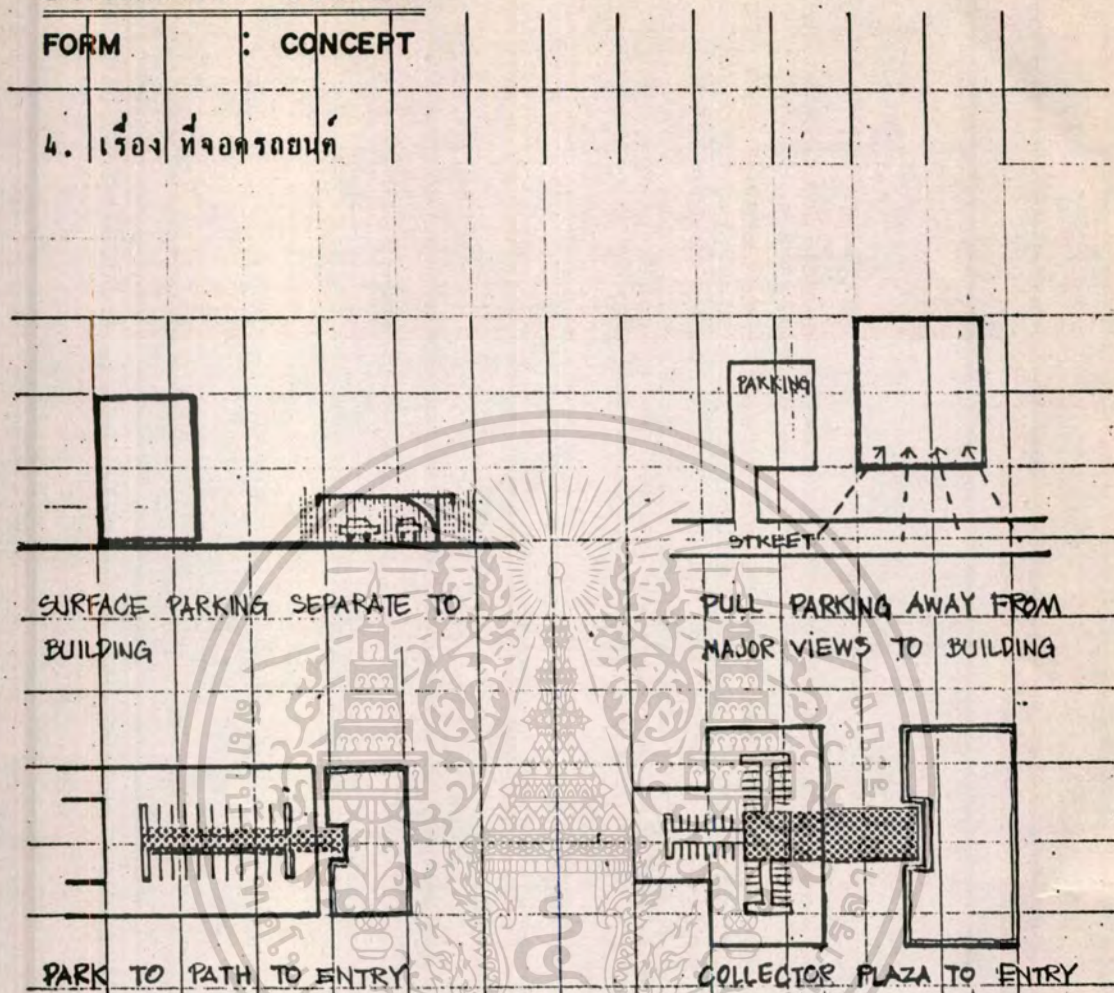 FORM : CONCEPT
4. เรื่อง ที่จอดรถยนต์
PARKING
STREET
SURFACE PARKING SEPARATE TO
BUILDING
PULL PARKING AWAY FROM
MAJOR VIEWS TO BUILDING
PARK TO PATH TO ENTRY
COLLECTOR PLAZA TO ENTRY